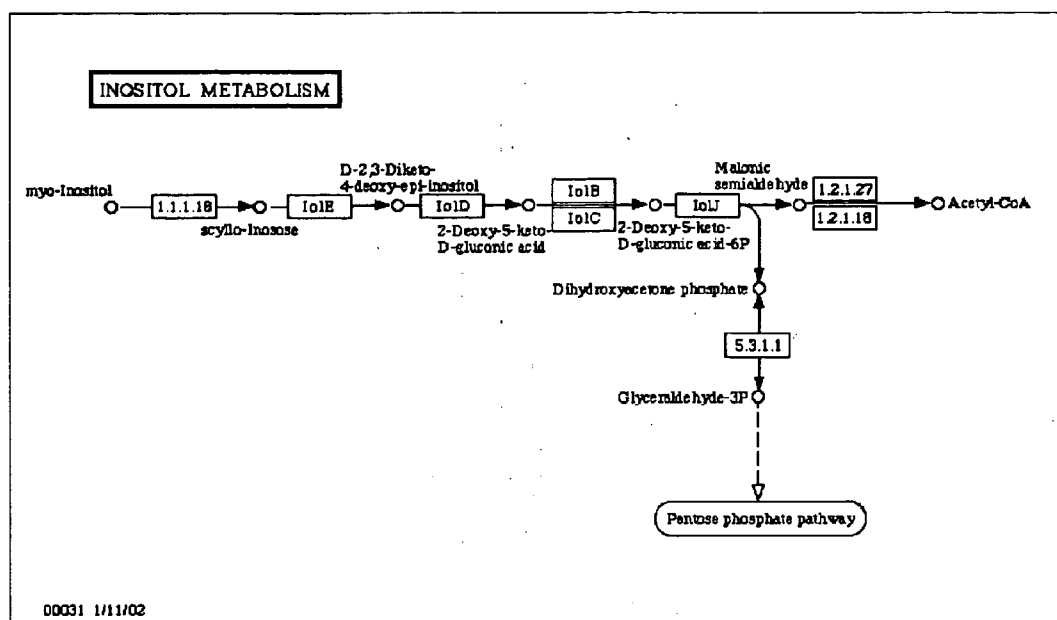 INOSITOL METABOLISM
myo-Inositol
1.1.1.18
scyllo-Inosose
IolE
D-2,3-Diketo-
4-deoxy-epi-inositol
IolD
2-Deoxy-5-keto-
D-gluconic acid
IolB
IolC
2-Deoxy-5-keto-
D-gluconic acid-6P
IolJ
Malonic
semialdehyde
1.2.1.27
1.2.1.18
Acetyl-CoA
Dihydroxyacetone phosphate
5.3.1.1
Glyceraldehyde-3P
Pentose phosphate pathway
00031 1/11/02